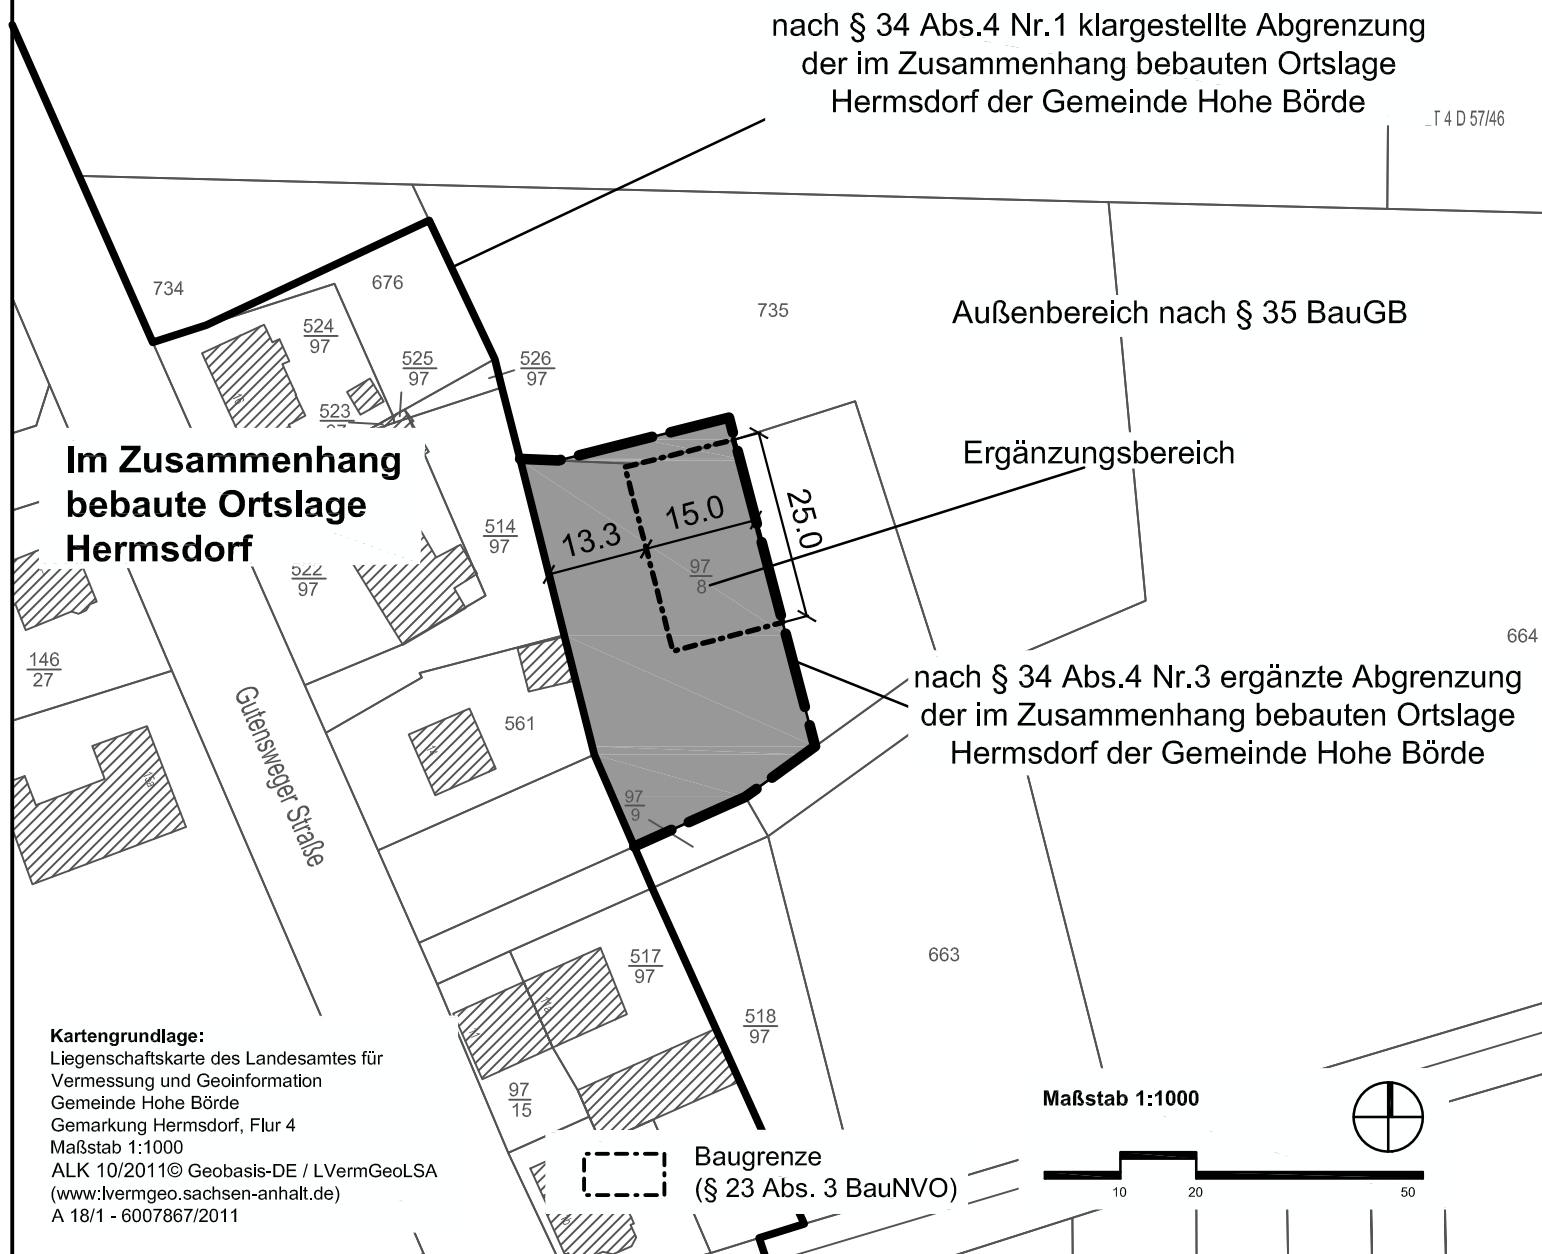 nach § 34 Abs.4 Nr.1 klargestellte Abgrenzung
der im Zusammenhang bebauten Ortslage
Hermsdorf der Gemeinde Hohe Börde
T 4 D 57/46
734
676
735
Außenbereich nach § 35 BauGB
524
97
525
97
526
97
523
16
Im Zusammenhang
bebaute Ortslage
Hermsdorf
Ergänzungsbereich
514
97
13.3
15.0
25.0
97
8
522
97
146
27
664
nach § 34 Abs.4 Nr.3 ergänzte Abgrenzung
der im Zusammenhang bebauten Ortslage
Hermsdorf der Gemeinde Hohe Börde
561
Gutensweger Straße
15a
97
9
663
517
97
518
97
11a
97
15
Kartengrundlage:
Liegenschaftskarte des Landesamtes für
Vermessung und Geoinformation
Gemeinde Hohe Börde
Gemarkung Hermsdorf, Flur 4
Maßstab 1:1000
ALK 10/2011© Geobasis-DE / LVermGeoLSA
(www.lvermgeo.sachsen-anhalt.de)
A 18/1 - 6007867/2011
Baugrenze
(§ 23 Abs. 3 BauNVO)
Maßstab 1:1000
10 20 50